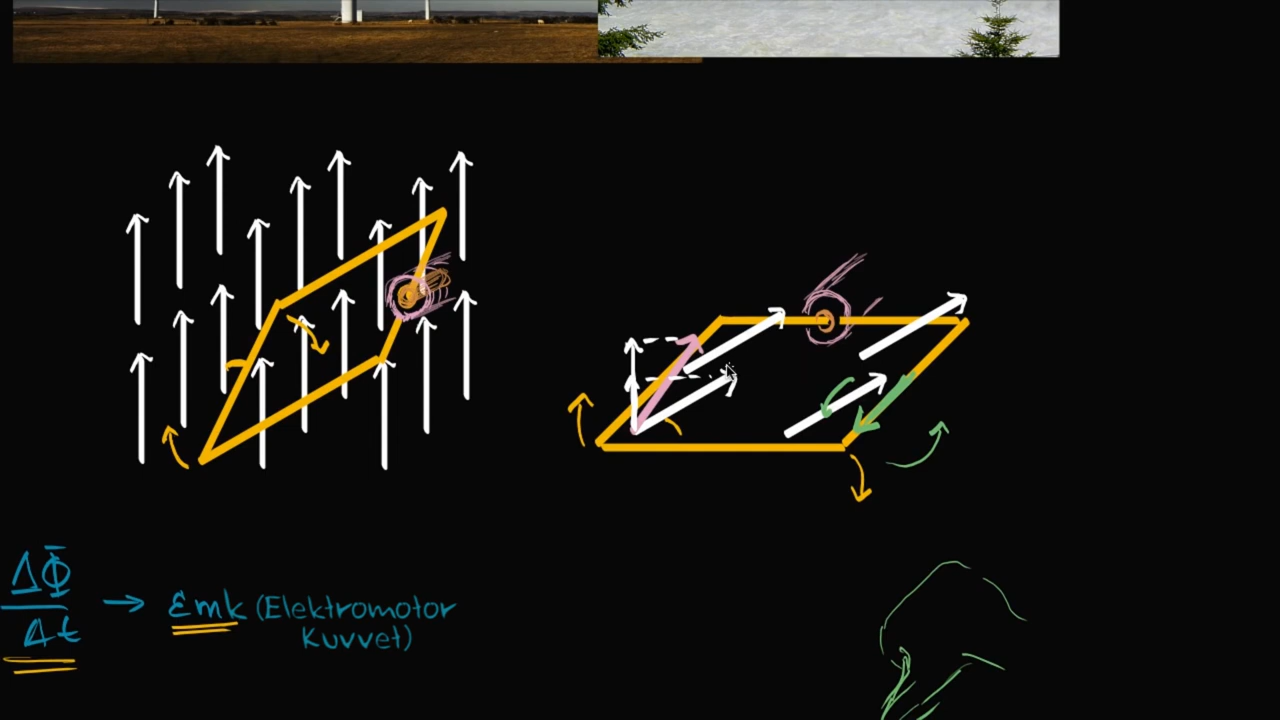 ΔΦ
Δt
→ Emk (Elektromotor
Kuvvet)